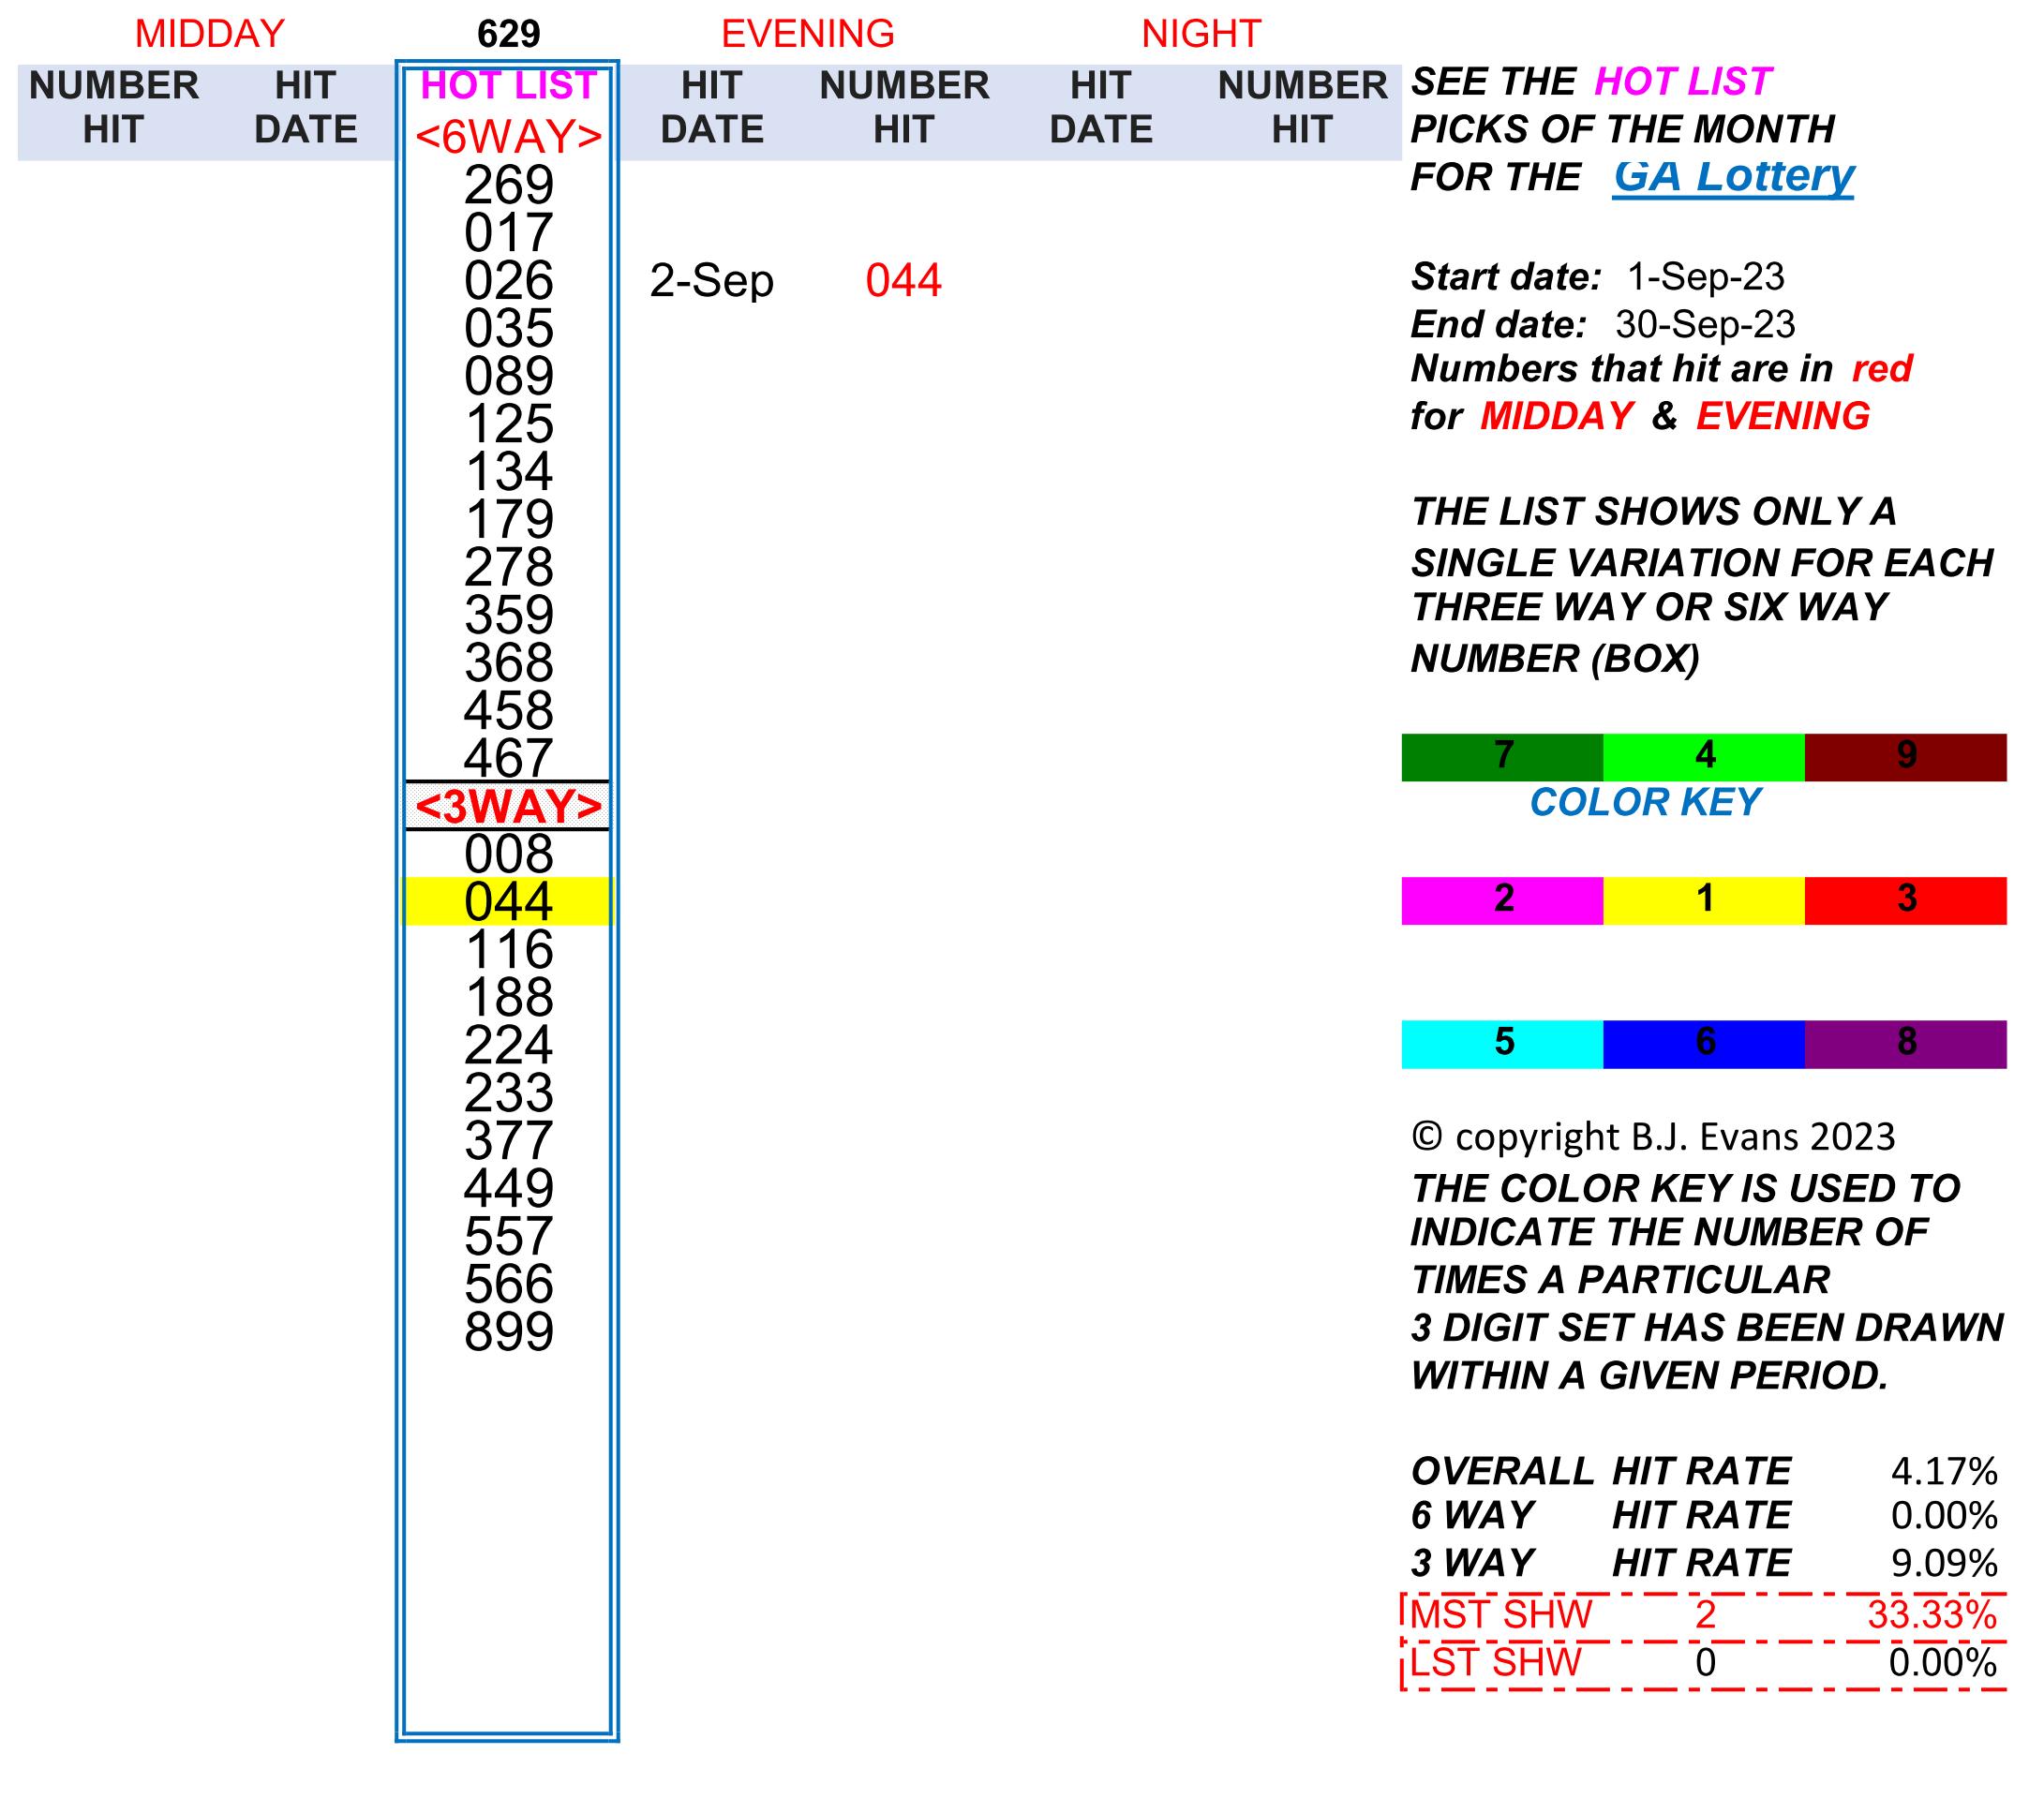 MIDDAY 629 EVENING NIGHT
NUMBER HIT HOT LIST HIT NUMBER HIT NUMBER SEE THE HOT LIST
HIT DATE <6WAY> DATE HIT DATE HIT PICKS OF THE MONTH
269 FOR THE GA Lottery
017
026 2-Sep 044 Start date: 1-Sep-23
035 End date: 30-Sep-23
089 Numbers that hit are in red
125 for MIDDAY & EVENING
134
179 THE LIST SHOWS ONLY A
278 SINGLE VARIATION FOR EACH
359 THREE WAY OR SIX WAY
368 NUMBER (BOX)
458
467 7 4 9
<3WAY> COLOR KEY
008
044 2 1 3
116
188
224 5 6 8
233
377 © copyright B.J. Evans 2023
449 THE COLOR KEY IS USED TO
557 INDICATE THE NUMBER OF
566 TIMES A PARTICULAR
899 3 DIGIT SET HAS BEEN DRAWN
WITHIN A GIVEN PERIOD.
OVERALL HIT RATE 4.17%
6 WAY HIT RATE 0.00%
3 WAY HIT RATE 9.09%
MST SHW 2 33.33%
LST SHW 0 0.00%